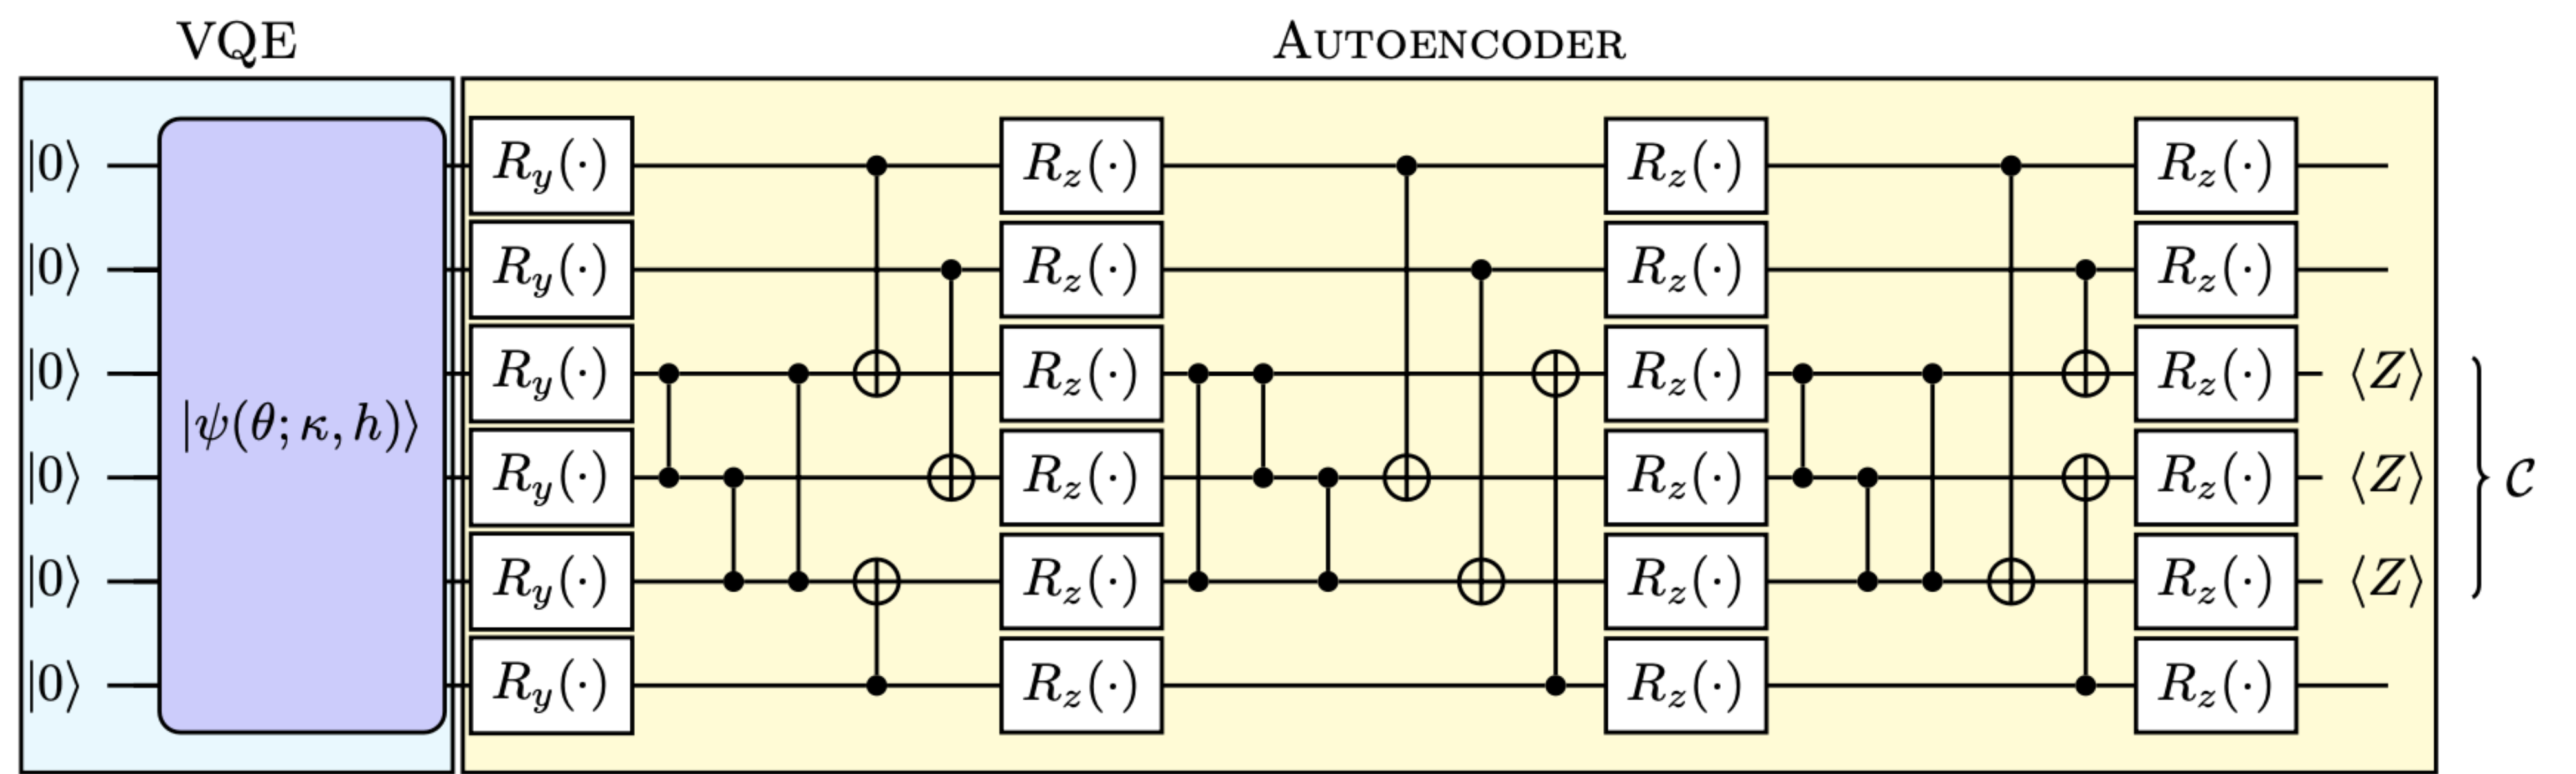 VQE AUTOENCODER
|0⟩ R_y(·) R_z(·) R_z(·) R_z(·)
|0⟩ R_y(·) R_z(·) R_z(·) R_z(·)
|0⟩ R_y(·) R_z(·) R_z(·) R_z(·) ⟨Z⟩
|ψ(θ; κ, h)⟩
|0⟩ R_y(·) R_z(·) R_z(·) R_z(·) ⟨Z⟩ 𝒞
|0⟩ R_y(·) R_z(·) R_z(·) R_z(·) ⟨Z⟩
|0⟩ R_y(·) R_z(·) R_z(·) R_z(·)